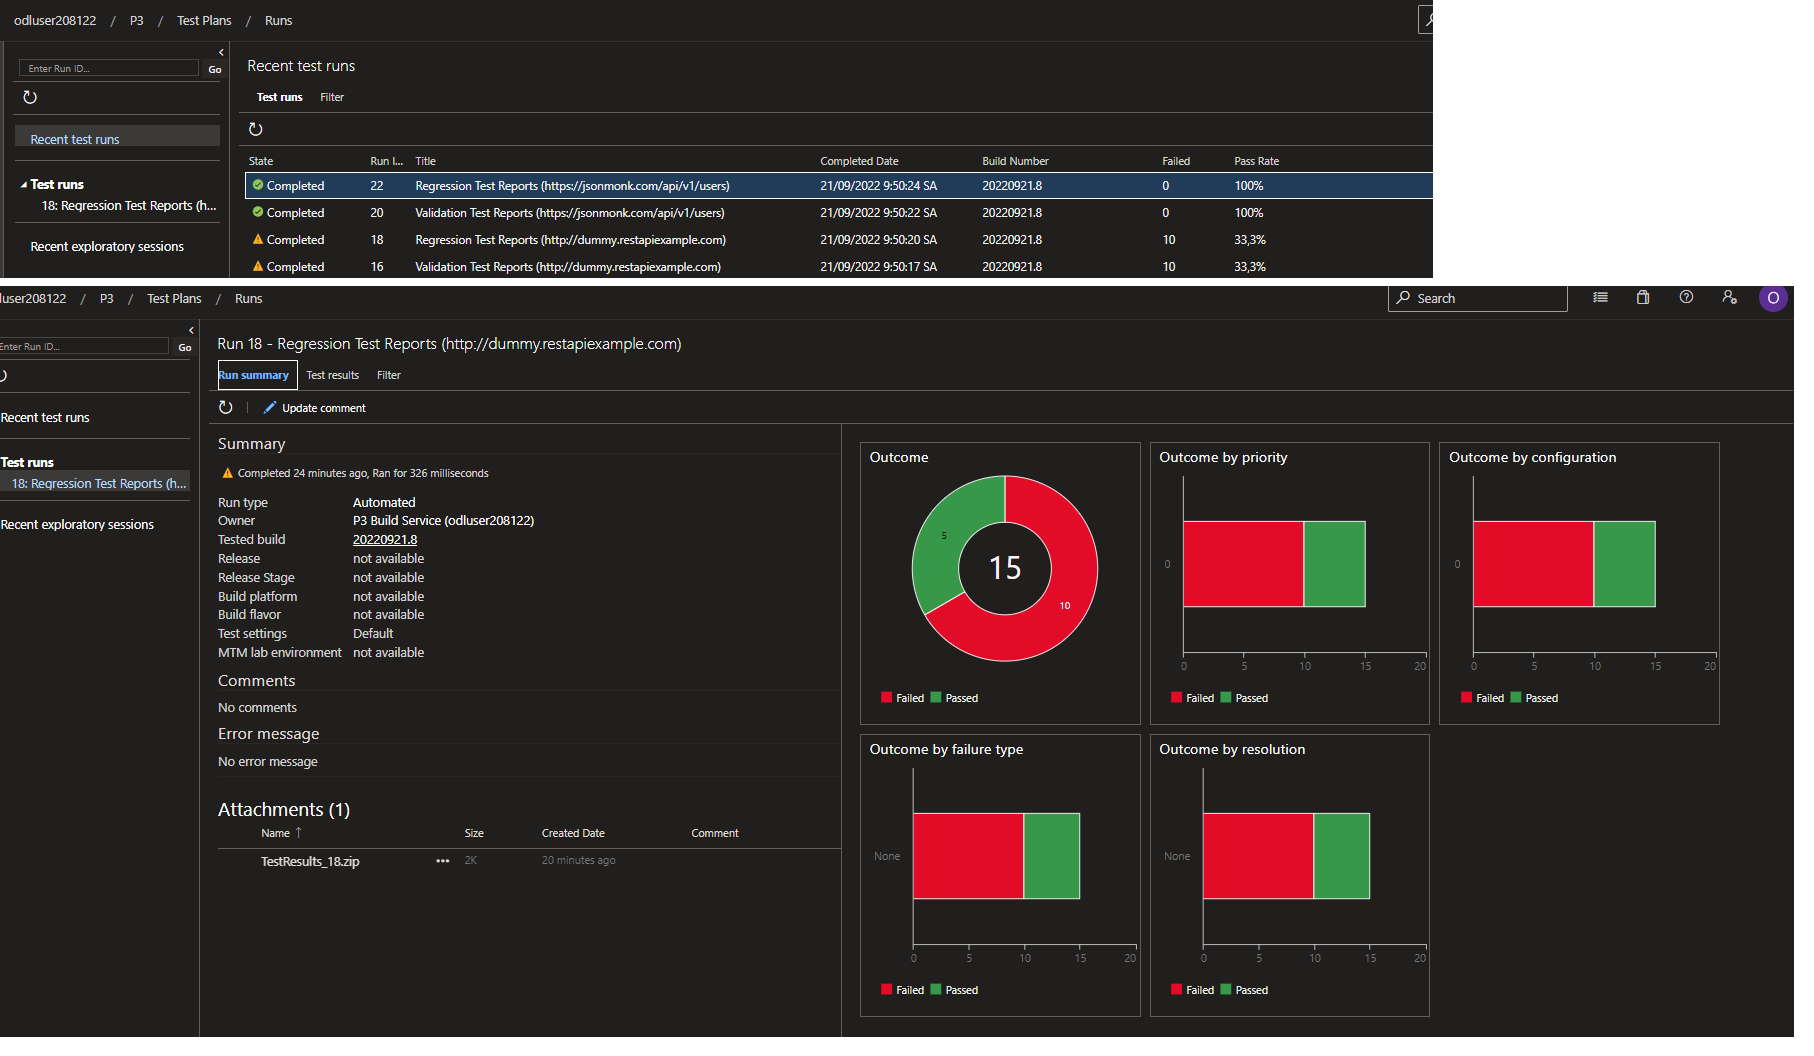 odluser208122 / P3 / Test Plans / Runs
Enter Run ID...
Go
Recent test runs
Test runs
18: Regression Test Reports (h...
Recent exploratory sessions
Recent test runs
Test runs Filter
State Run I... Title Completed Date Build Number Failed Pass Rate
Completed 22 Regression Test Reports (https://jsonmonk.com/api/v1/users) 21/09/2022 9:50:24 SA 20220921.8 0 100%
Completed 20 Validation Test Reports (https://jsonmonk.com/api/v1/users) 21/09/2022 9:50:22 SA 20220921.8 0 100%
Completed 18 Regression Test Reports (http://dummy.restapiexample.com) 21/09/2022 9:50:20 SA 20220921.8 10 33,3%
Completed 16 Validation Test Reports (http://dummy.restapiexample.com) 21/09/2022 9:50:17 SA 20220921.8 10 33,3%
luser208122 / P3 / Test Plans / Runs
Search
O
Enter Run ID...
Go
Recent test runs
Test runs
18: Regression Test Reports (h...
Recent exploratory sessions
Run 18 - Regression Test Reports (http://dummy.restapiexample.com)
Run summary Test results Filter
Update comment
Summary
Completed 24 minutes ago, Ran for 326 milliseconds
Run type Automated
Owner P3 Build Service (odluser208122)
Tested build 20220921.8
Release not available
Release Stage not available
Build platform not available
Build flavor not available
Test settings Default
MTM lab environment not available
Comments
No comments
Error message
No error message
Attachments (1)
Name ↑ Size Created Date Comment
TestResults_18.zip ••• 2K 20 minutes ago
Outcome
5
15
10
Failed Passed
Outcome by priority
0
0 5 10 15 20
Failed Passed
Outcome by configuration
0
0 5 10 15 20
Failed Passed
Outcome by failure type
None
0 5 10 15 20
Failed Passed
Outcome by resolution
None
0 5 10 15 20
Failed Passed